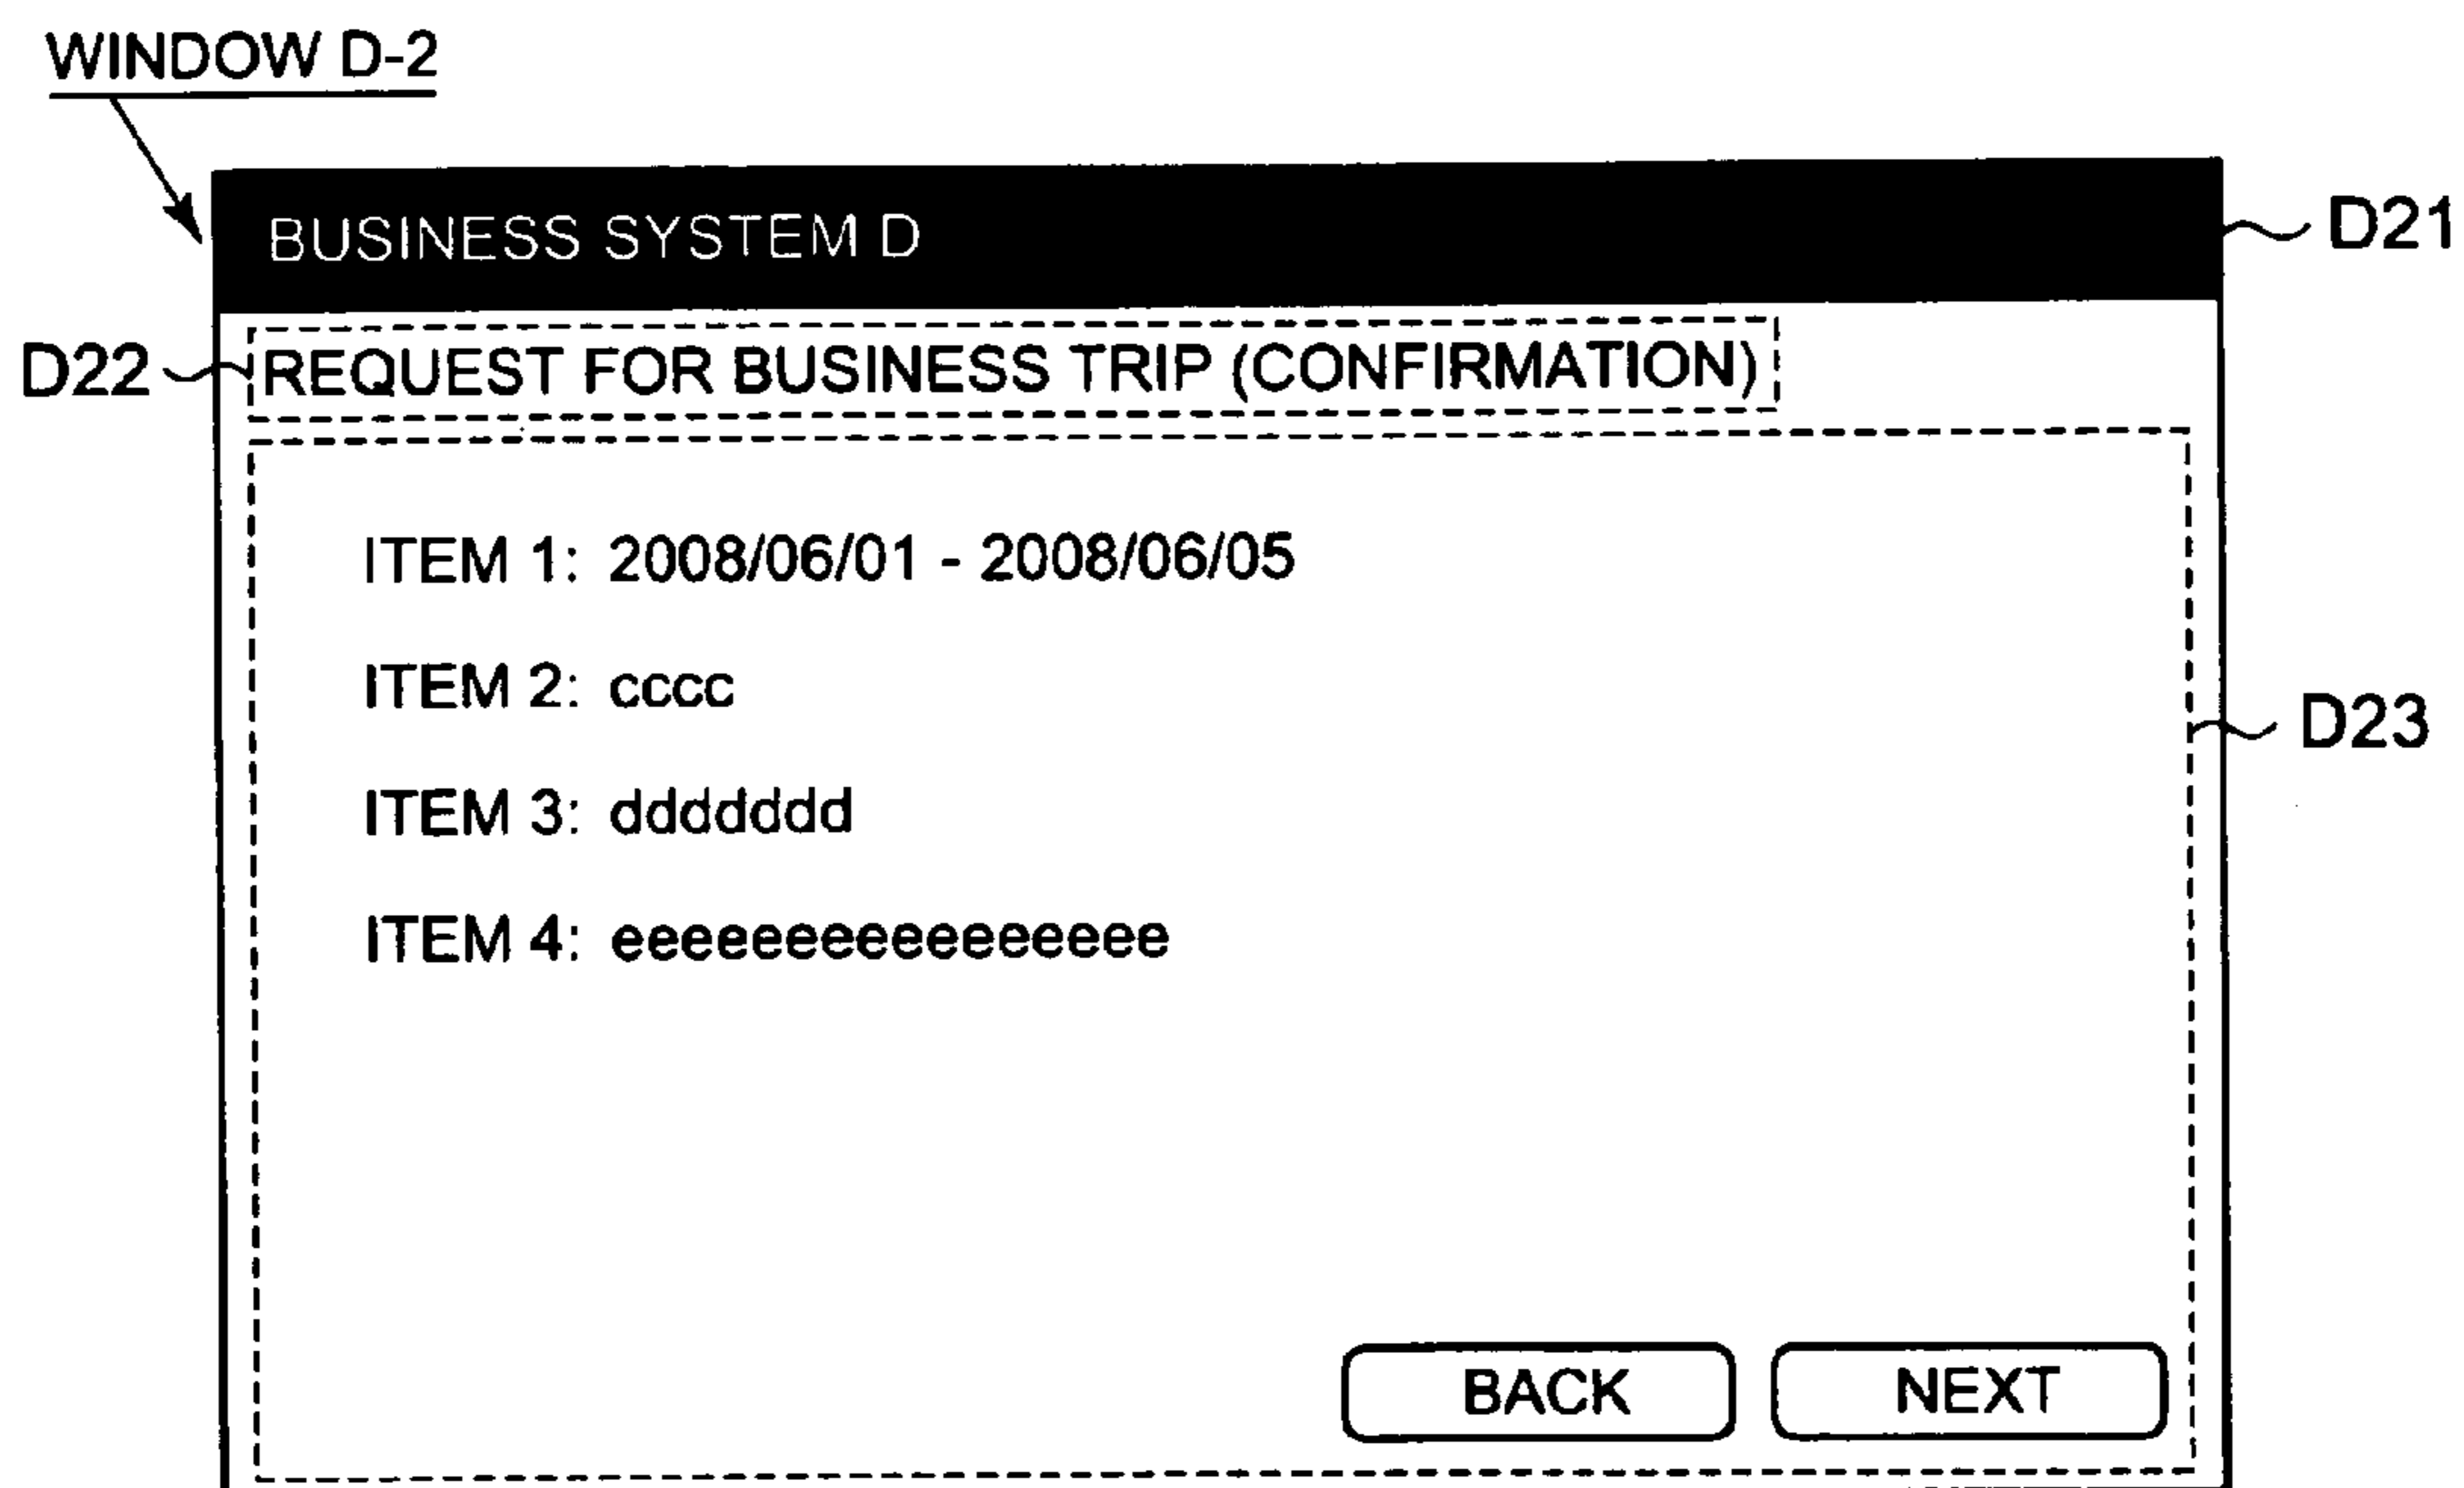 WINDOW D-2
BUSINESS SYSTEM D
D21
D22
REQUEST FOR BUSINESS TRIP (CONFIRMATION)
ITEM 1: 2008/06/01 - 2008/06/05
ITEM 2: cccc
D23
ITEM 3: ddddddd
ITEM 4: eeeeeeeeeeeeeeee
BACK
NEXT